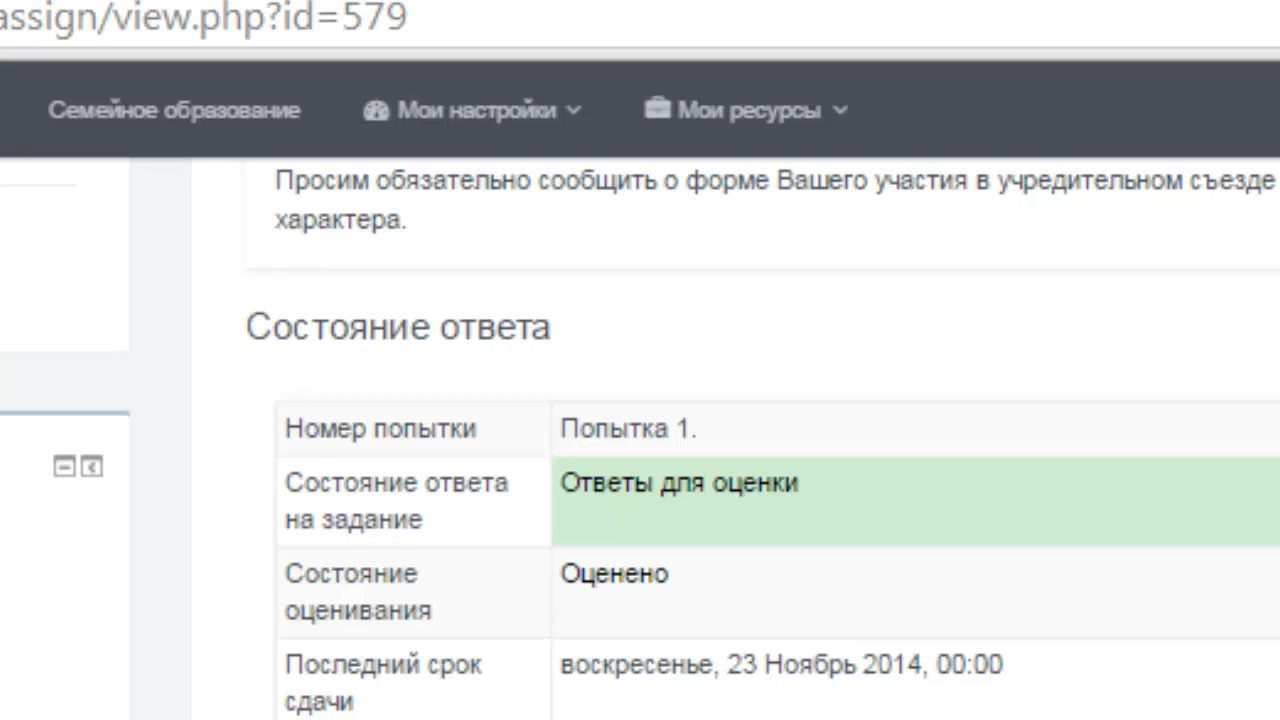 assign/view.php?id=579
Семейное образование Мои настройки Мои ресурсы
Просим обязательно сообщить о форме Вашего участия в учредительном съезде
характера.
Состояние ответа
Номер попытки Попытка 1.
Состояние ответа Ответы для оценки
на задание
Состояние Оценено
оценивания
Последний срок воскресенье, 23 Ноябрь 2014, 00:00
сдачи